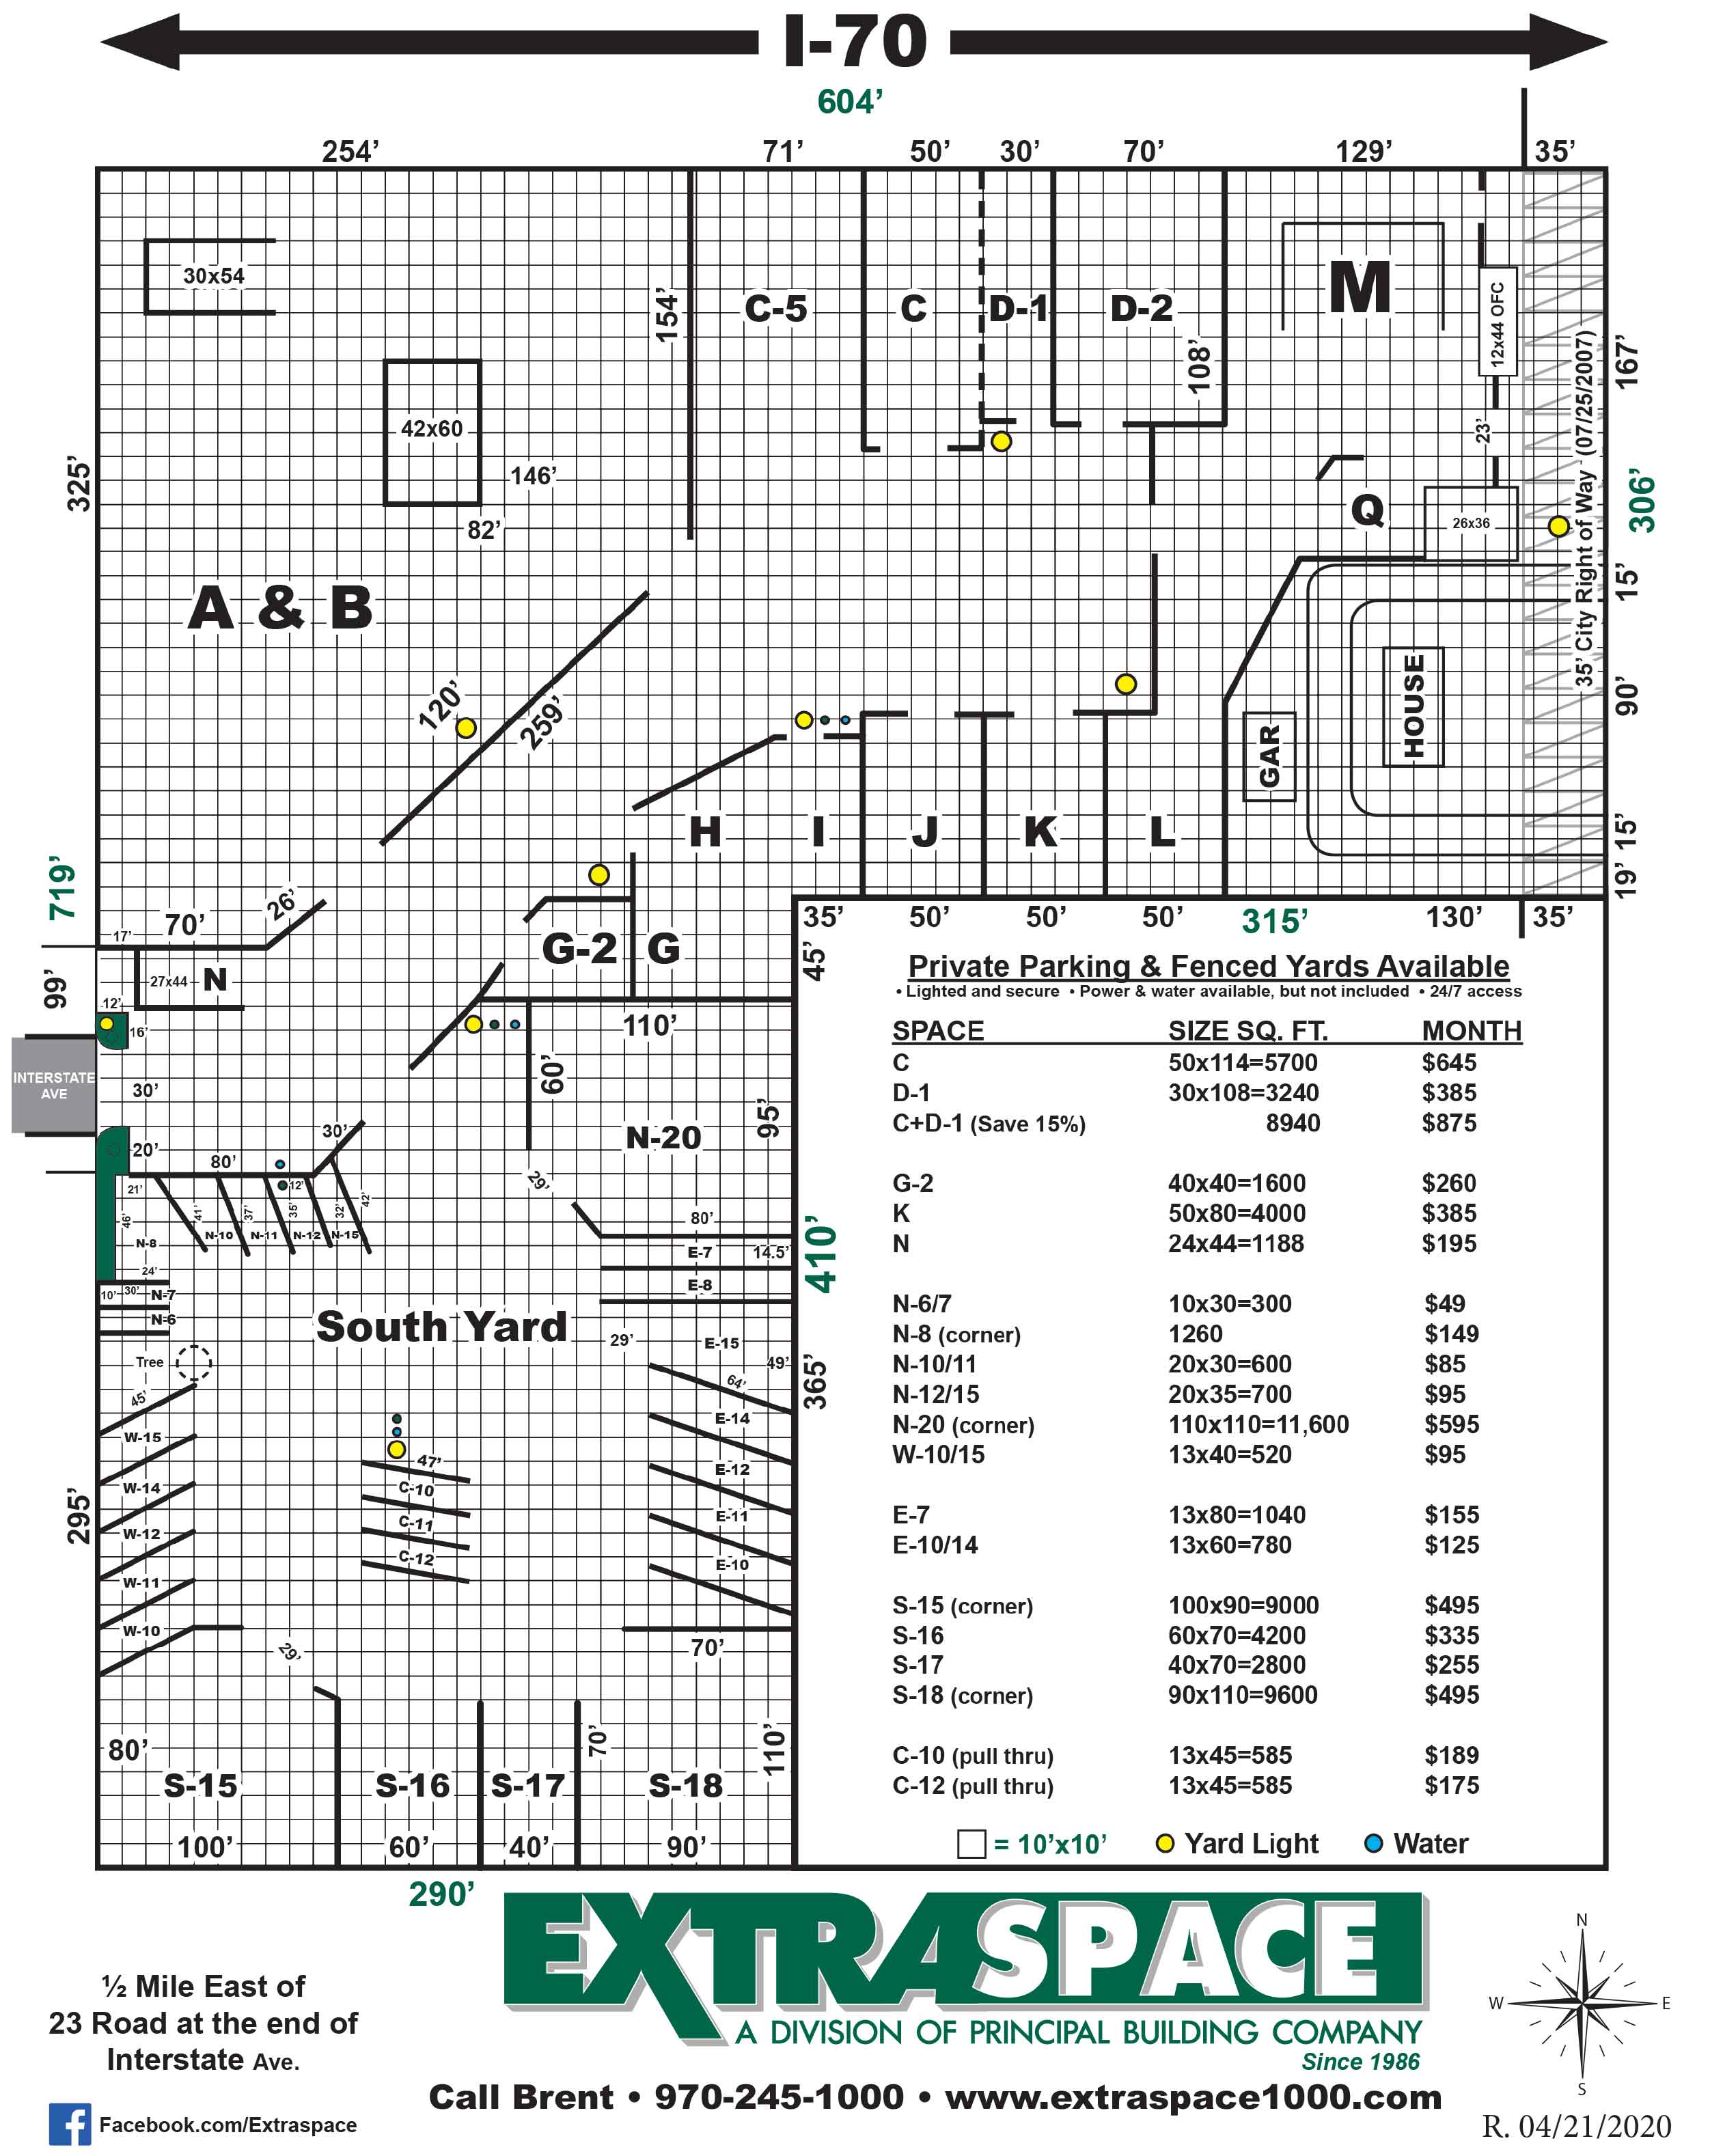 I-70
604’
254’ 71’ 50’ 30’ 70’ 129’ 35’
30x54
154’
C-5 C D-1 D-2 M
108’
12x44 OFC
167’
42x60
146’
82’
325’
23’
Q
26x36
35’ City Right of Way (07/25/2007)
306’
15’
A & B
120’
259’
HOUSE
GAR
90’
H I J K L
15’
719’
19’
26’
70’
17’
35’ 50’ 50’ 50’ 315’ 130’ 35’
G-2 G
45’
99’
27x44 N
12’
16’
110’
INTERSTATE
AVE
30’
60’
95’
30’
N-20
20’
80’
12’
29’
21’
46’
41’
37’
35’
32’
42’
80’
N-8 N-10 N-11 N-12 N-15
E-7 14.5’
24’
E-8
10’ 30’ N-7
N-6
410’
South Yard
29’
E-15
Tree
49’
64’
365’
45’
W-15
E-14
47’
E-12
W-14
C-10
E-11
W-12
C-11
C-12
E-10
W-11
W-10
295’
29’
70’
80’
70’
110’
S-15 S-16 S-17 S-18
100’ 60’ 40’ 90’
290’
Private Parking & Fenced Yards Available
• Lighted and secure • Power & water available, but not included • 24/7 access
SPACE SIZE SQ. FT. MONTH
C 50x114=5700 $645
D-1 30x108=3240 $385
C+D-1 (Save 15%) 8940 $875
G-2 40x40=1600 $260
K 50x80=4000 $385
N 24x44=1188 $195
N-6/7 10x30=300 $49
N-8 (corner) 1260 $149
N-10/11 20x30=600 $85
N-12/15 20x35=700 $95
N-20 (corner) 110x110=11,600 $595
W-10/15 13x40=520 $95
E-7 13x80=1040 $155
E-10/14 13x60=780 $125
S-15 (corner) 100x90=9000 $495
S-16 60x70=4200 $335
S-17 40x70=2800 $255
S-18 (corner) 90x110=9600 $495
C-10 (pull thru) 13x45=585 $189
C-12 (pull thru) 13x45=585 $175
= 10’x10’ Yard Light Water
EXTRASPACE
A DIVISION OF PRINCIPAL BUILDING COMPANY
Since 1986
½ Mile East of
23 Road at the end of
Interstate Ave.
Call Brent • 970-245-1000 • www.extraspace1000.com
Facebook.com/Extraspace
N
W E
S
R. 04/21/2020